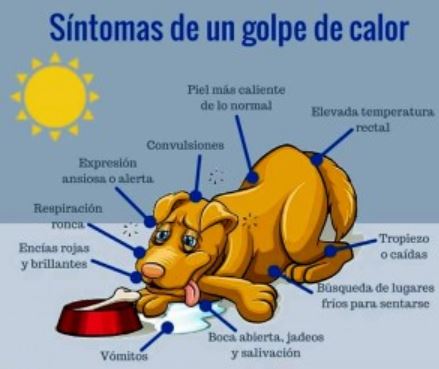 Síntomas de un golpe de calor
Piel más caliente
de lo normal
Elevada temperatura
rectal
Convulsiones
Expresión
ansiosa o alerta
Respiración
ronca
Encías rojas
y brillantes
Tropiezo
o caídas
Búsqueda de lugares
fríos para sentarse
Boca abierta, jadeos
y salivación
Vómitos